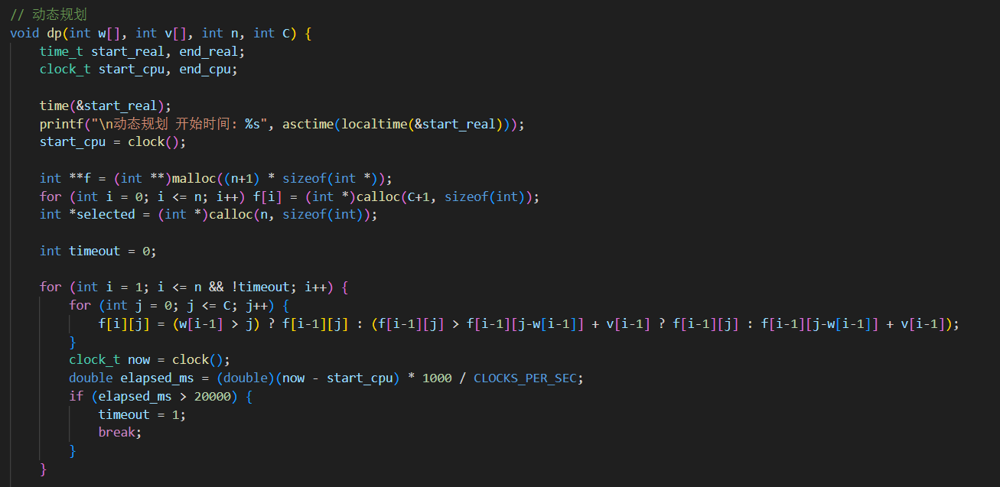 // 动态规划
void dp(int w[], int v[], int n, int C) {
    time_t start_real, end_real;
    clock_t start_cpu, end_cpu;

    time(&start_real);
    printf("\n动态规划 开始时间: %s", asctime(localtime(&start_real)));
    start_cpu = clock();

    int **f = (int **)malloc((n+1) * sizeof(int *));
    for (int i = 0; i <= n; i++) f[i] = (int *)calloc(C+1, sizeof(int));
    int *selected = (int *)calloc(n, sizeof(int));

    int timeout = 0;

    for (int i = 1; i <= n && !timeout; i++) {
        for (int j = 0; j <= C; j++) {
            f[i][j] = (w[i-1] > j) ? f[i-1][j] : (f[i-1][j] > f[i-1][j-w[i-1]] + v[i-1] ? f[i-1][j] : f[i-1][j-w[i-1]] + v[i-1]);
        }
        clock_t now = clock();
        double elapsed_ms = (double)(now - start_cpu) * 1000 / CLOCKS_PER_SEC;
        if (elapsed_ms > 20000) {
            timeout = 1;
            break;
        }
    }